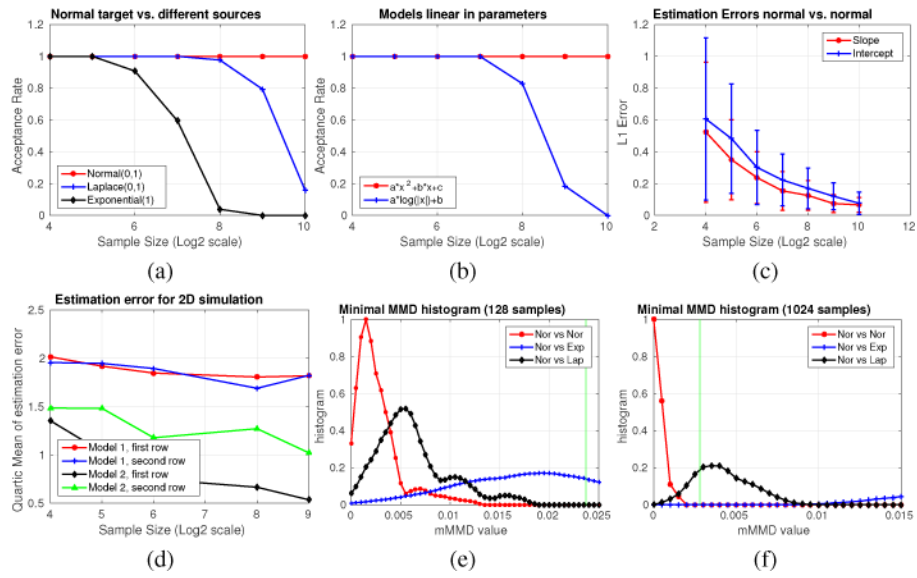 Normal target vs. different sources
Acceptance Rate
1
0.8
0.6
0.4
0.2
0
Normal(0,1)
Laplace(0,1)
Exponential(1)
4
5
6
7
8
9
10
Sample Size (Log2 scale)
(a)
Models linear in parameters
Acceptance Rate
1
0.8
0.6
0.4
0.2
0
a*x²+b*x+c
a*log(|x|)+b
4
5
6
7
8
9
10
Sample Size (Log2 scale)
(b)
Estimation Errors normal vs. normal
L1 Error
1.2
1
0.8
0.6
0.4
0.2
0
Slope
Intercept
2
4
6
8
10
12
Sample Size (Log2 scale)
(c)
Estimation error for 2D simulation
Quartic Mean of estimation error
2.5
2
1.5
1
0.5
Model 1, first row
Model 1, second row
Model 2, first row
Model 2, second row
4
5
6
7
8
9
Sample Size (Log2 scale)
(d)
Minimal MMD histogram (128 samples)
histogram
1
0.8
0.6
0.4
0.2
0
Nor vs Nor
Nor vs Exp
Nor vs Lap
0
0.005
0.01
0.015
0.02
0.025
mMMD value
(e)
Minimal MMD histogram (1024 samples)
histogram
1
0.8
0.6
0.4
0.2
0
Nor vs Nor
Nor vs Exp
Nor vs Lap
0
0.005
0.01
0.015
mMMD value
(f)